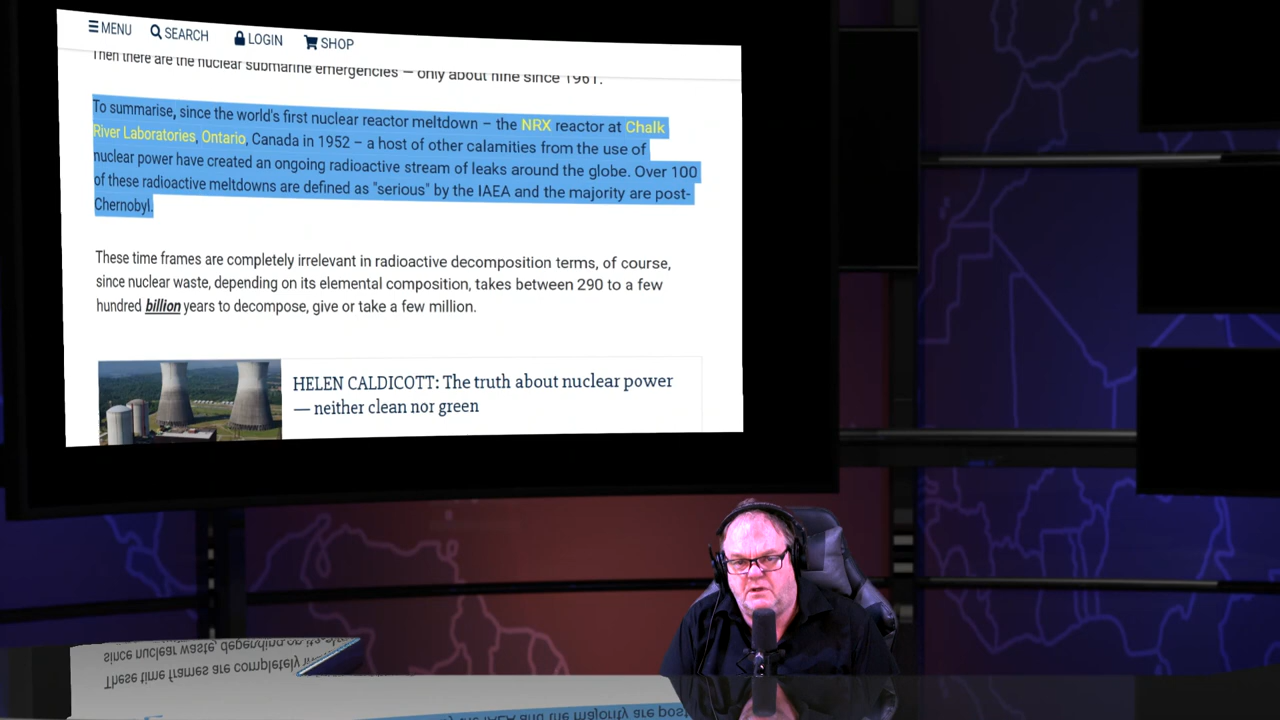 MENU SEARCH LOGIN SHOP
Then there are the nuclear submarine emergencies — only about nine since 1961.
To summarise, since the world's first nuclear reactor meltdown – the NRX reactor at Chalk
River Laboratories, Ontario, Canada in 1952 – a host of other calamities from the use of
nuclear power have created an ongoing radioactive stream of leaks around the globe. Over 100
of these radioactive meltdowns are defined as "serious" by the IAEA and the majority are post-
Chernobyl.
These time frames are completely irrelevant in radioactive decomposition terms, of course,
since nuclear waste, depending on its elemental composition, takes between 290 to a few
hundred billion years to decompose, give or take a few million.
HELEN CALDICOTT: The truth about nuclear power
— neither clean nor green